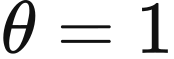 θ = 1